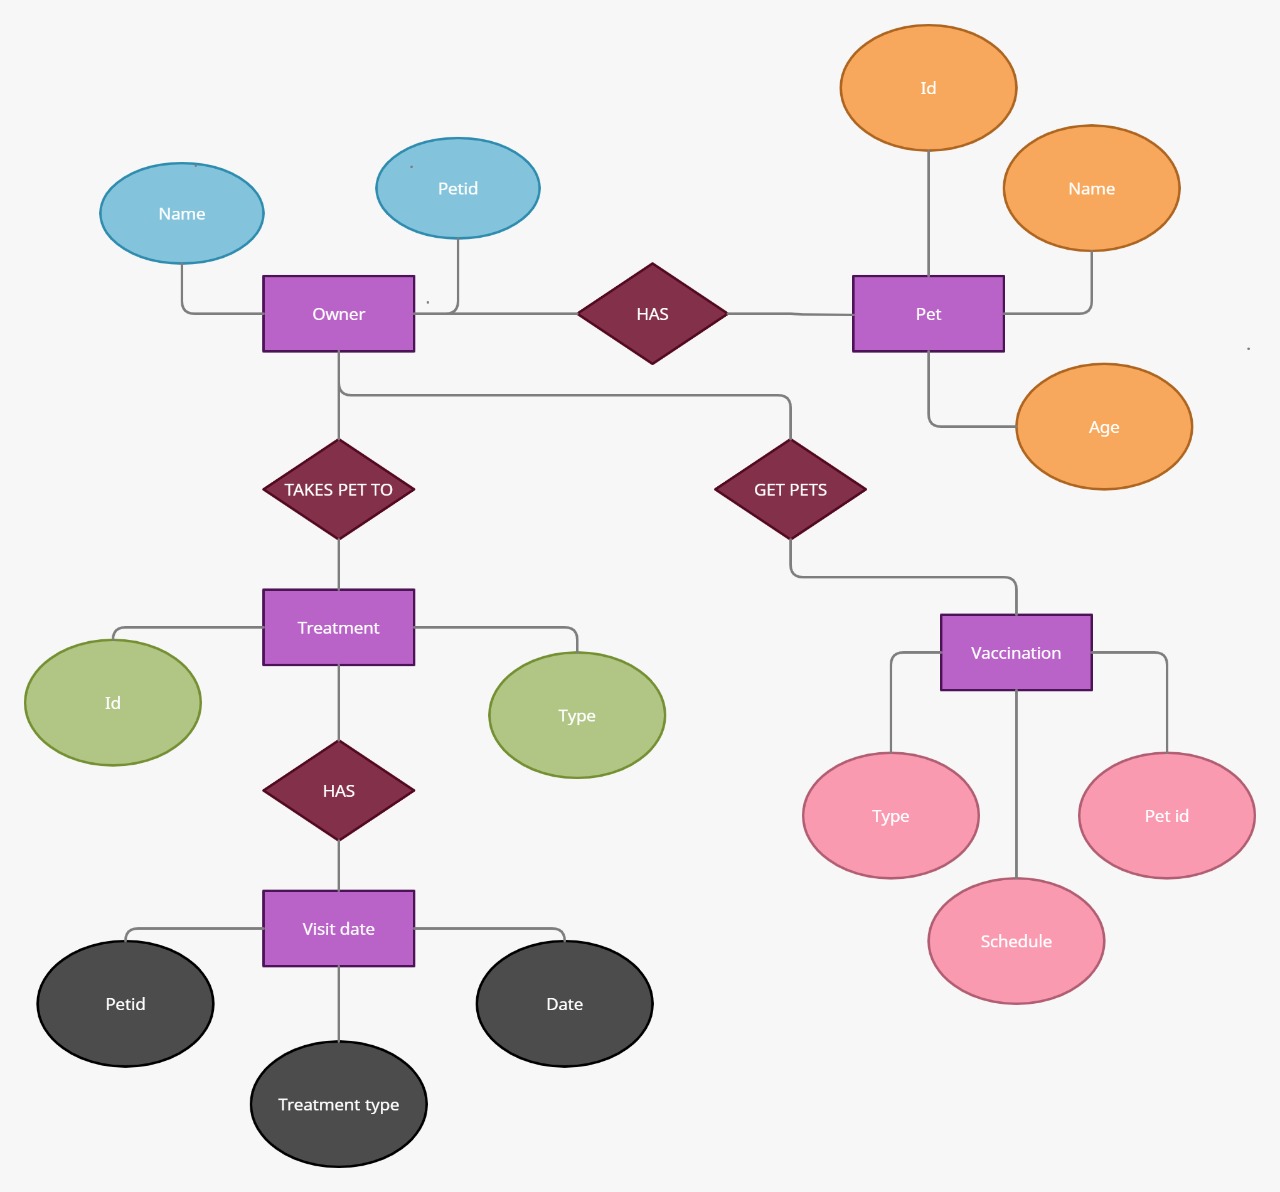 Id
Name
Petid
Name
Owner
HAS
Pet
Age
TAKES PET TO
GET PETS
Treatment
Vaccination
Id
Type
HAS
Type
Pet id
Visit date
Schedule
Petid
Date
Treatment type